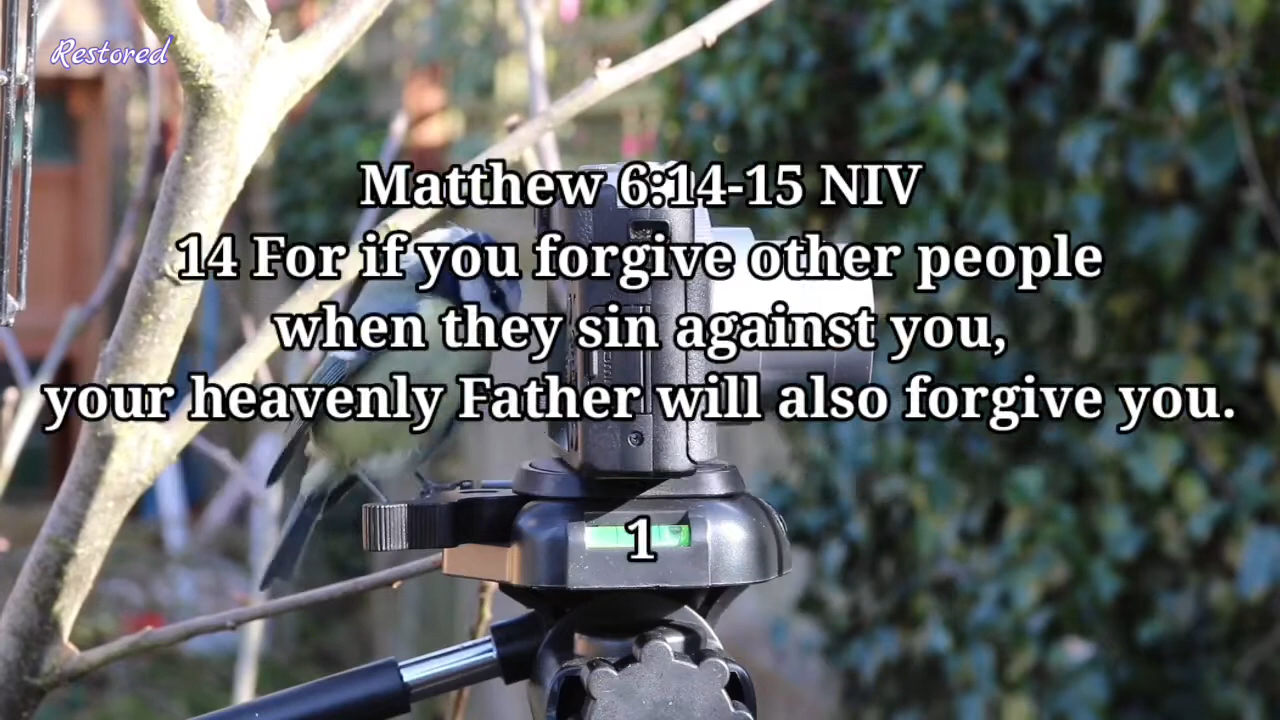 Restored
Matthew 6:14-15 NIV
14 For if you forgive other people
when they sin against you,
your heavenly Father will also forgive you.
1